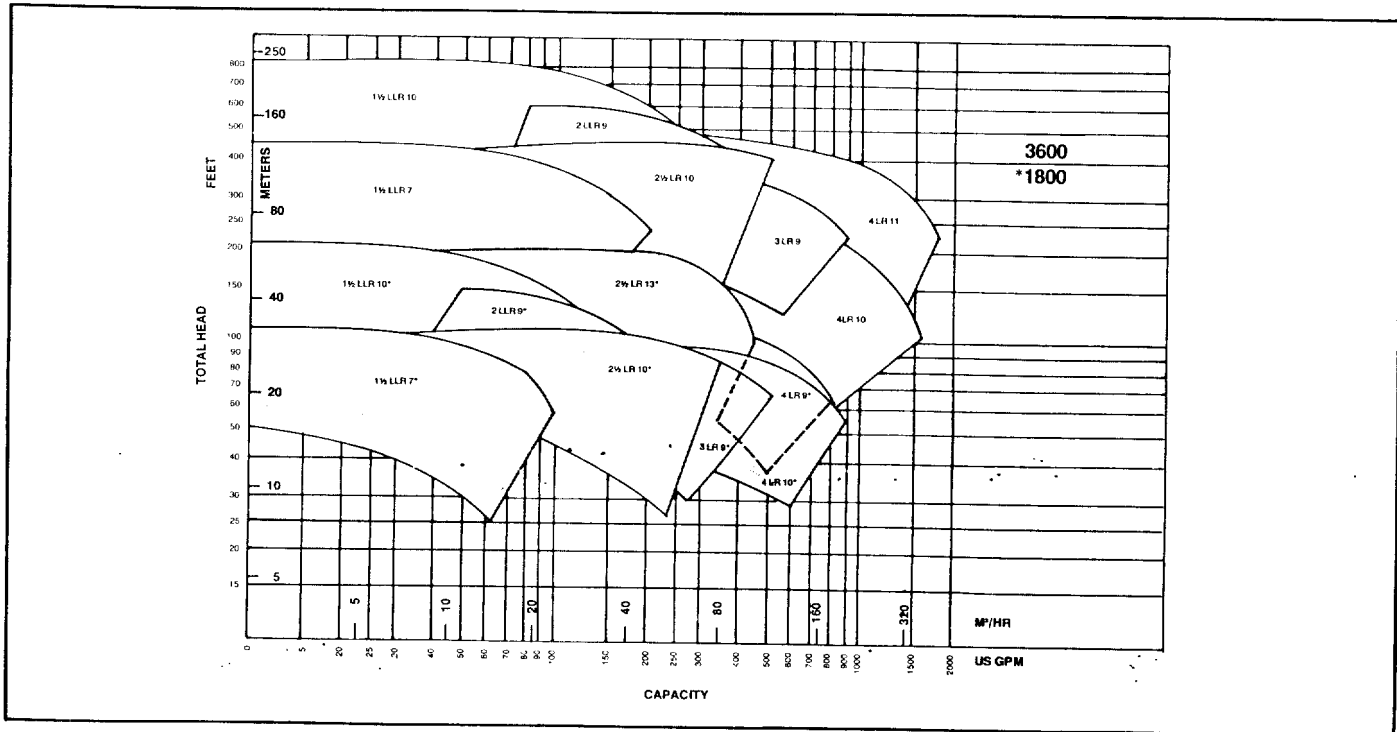 FEET
METERS
TOTAL HEAD
800
700
600
500
400
300
250
200
150
100
90
80
70
60
50
40
30
25
20
15
250
160
80
40
20
10
5
1½ LLR 10
2 LLR 9
1½ LLR 7
2½ LR 10
4 LR 11
3 LR 9
1½ LLR 10*
2½ LR 13*
2 LLR 9*
4 LR 10
1½ LLR 7*
2½ LR 10*
4 LR 9*
3 LR 9*
4 LR 10*
3600
*1800
5 10 20 40 80 160 320 M³/HR
0 5 20 25 30 40 50 60 70 80 90 100 150 200 250 300 400 500 600 700 800 900 1000 1500 2000 US GPM
CAPACITY